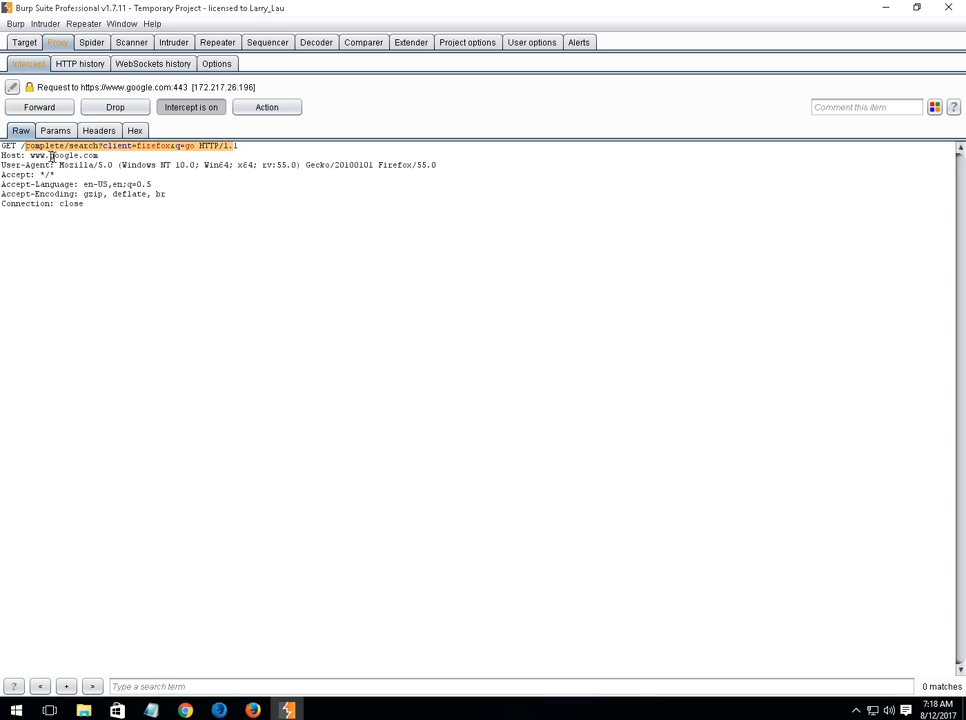 Burp Suite Professional v1.7.11 - Temporary Project - licensed to Larry_Lau
Burp Intruder Repeater Window Help
Target Proxy Spider Scanner Intruder Repeater Sequencer Decoder Comparer Extender Project options User options Alerts
Intercept HTTP history WebSockets history Options
Request to https://www.google.com:443 [172.217.26.196]
Forward Drop Intercept is on Action Comment this item ?
Raw Params Headers Hex
GET /complete/search?client=firefox&q=go HTTP/1.1
Host: www.google.com
User-Agent: Mozilla/5.0 (Windows NT 10.0; Win64; x64; rv:55.0) Gecko/20100101 Firefox/55.0
Accept: */*
Accept-Language: en-US,en;q=0.5
Accept-Encoding: gzip, deflate, br
Connection: close
? < + > Type a search term 0 matches
7:18 AM
8/12/2017